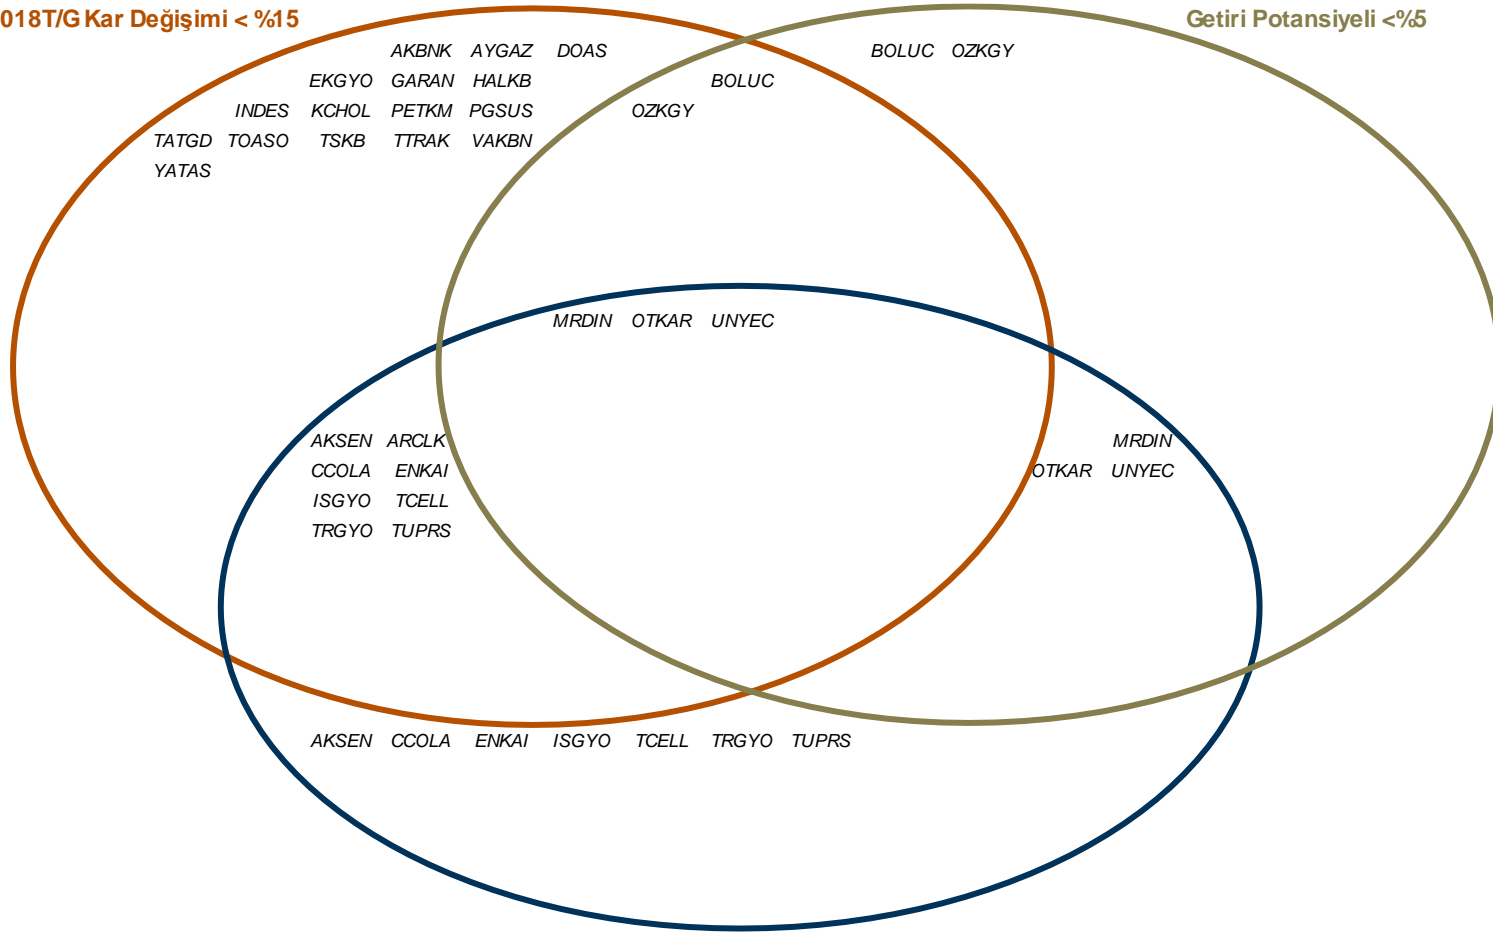 018T/G Kar Değişimi < %15
Getiri Potansiyeli <%5
AKBNK AYGAZ DOAS
BOLUC OZKGY
EKGYO GARAN HALKB
BOLUC
INDES KCHOL PETKM PGSUS
OZKGY
TATGD TOASO TSKB TTRAK VAKBN
YATAS
MRDIN OTKAR UNYEC
AKSEN ARCLK
MRDIN
CCOLA ENKAI
OTKAR UNYEC
ISGYO TCELL
TRGYO TUPRS
AKSEN CCOLA ENKAI ISGYO TCELL TRGYO TUPRS